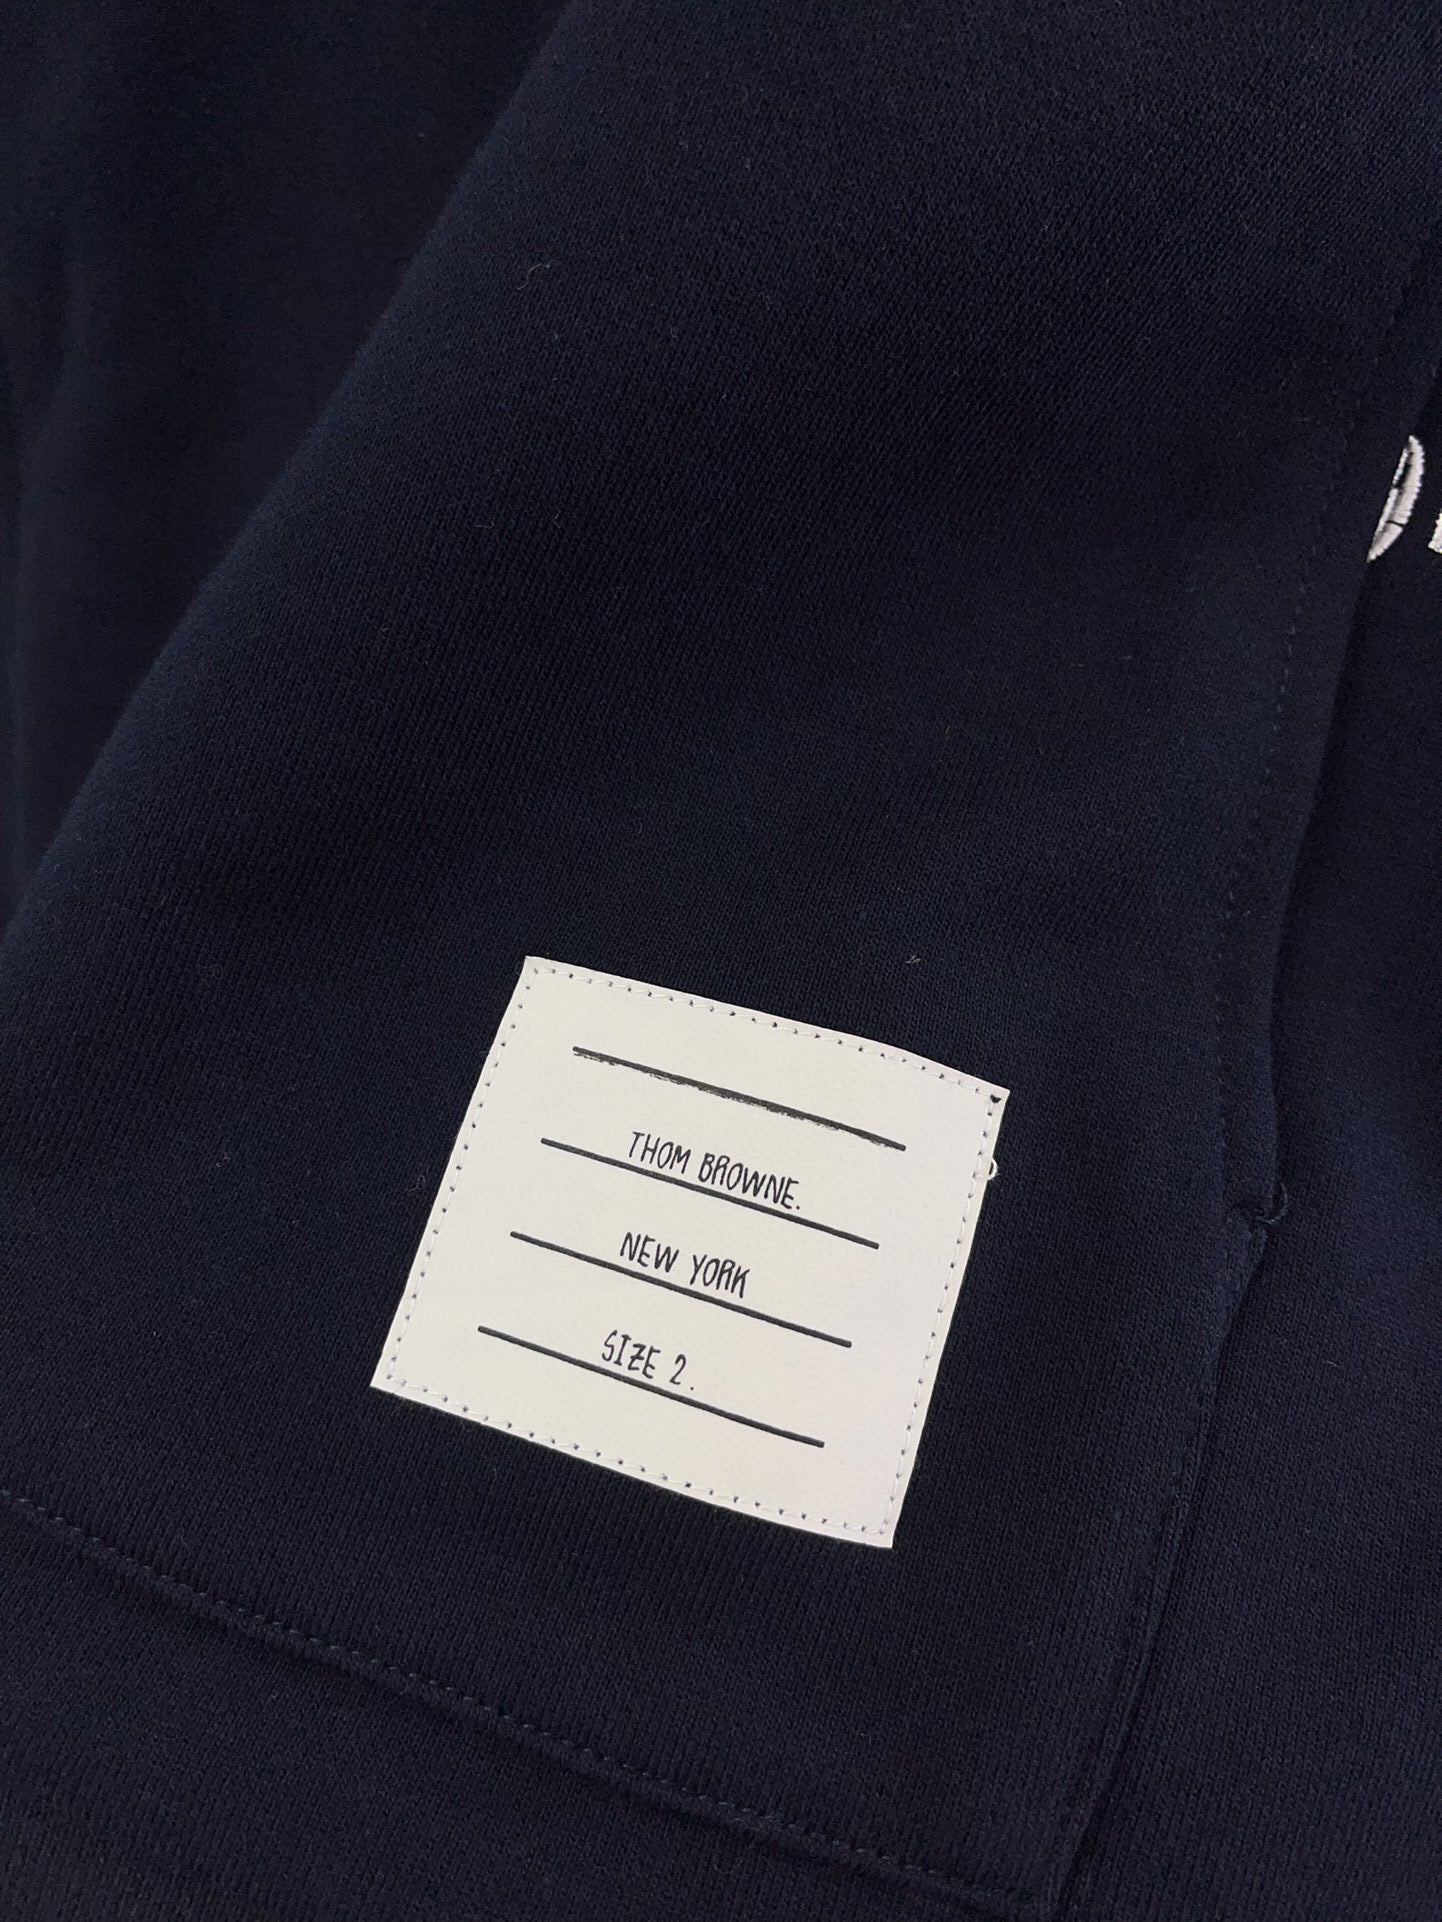 THOM BROWNE.
NEW YORK
SIZE 2.